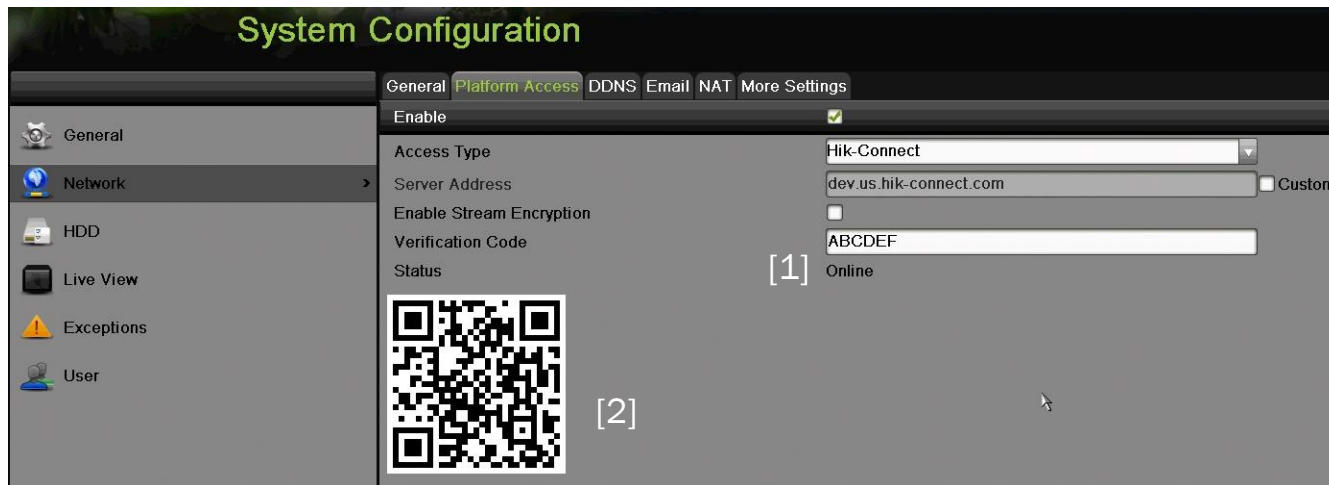 System Configuration
General Platform Access DDNS Email NAT More Settings
Enable
General
Network >
HDD
Live View
Exceptions
User
Access Type Hik-Connect
Server Address dev.us.hik-connect.com Custom
Enable Stream Encryption
Verification Code ABCDEF
Status [1] Online
[2]